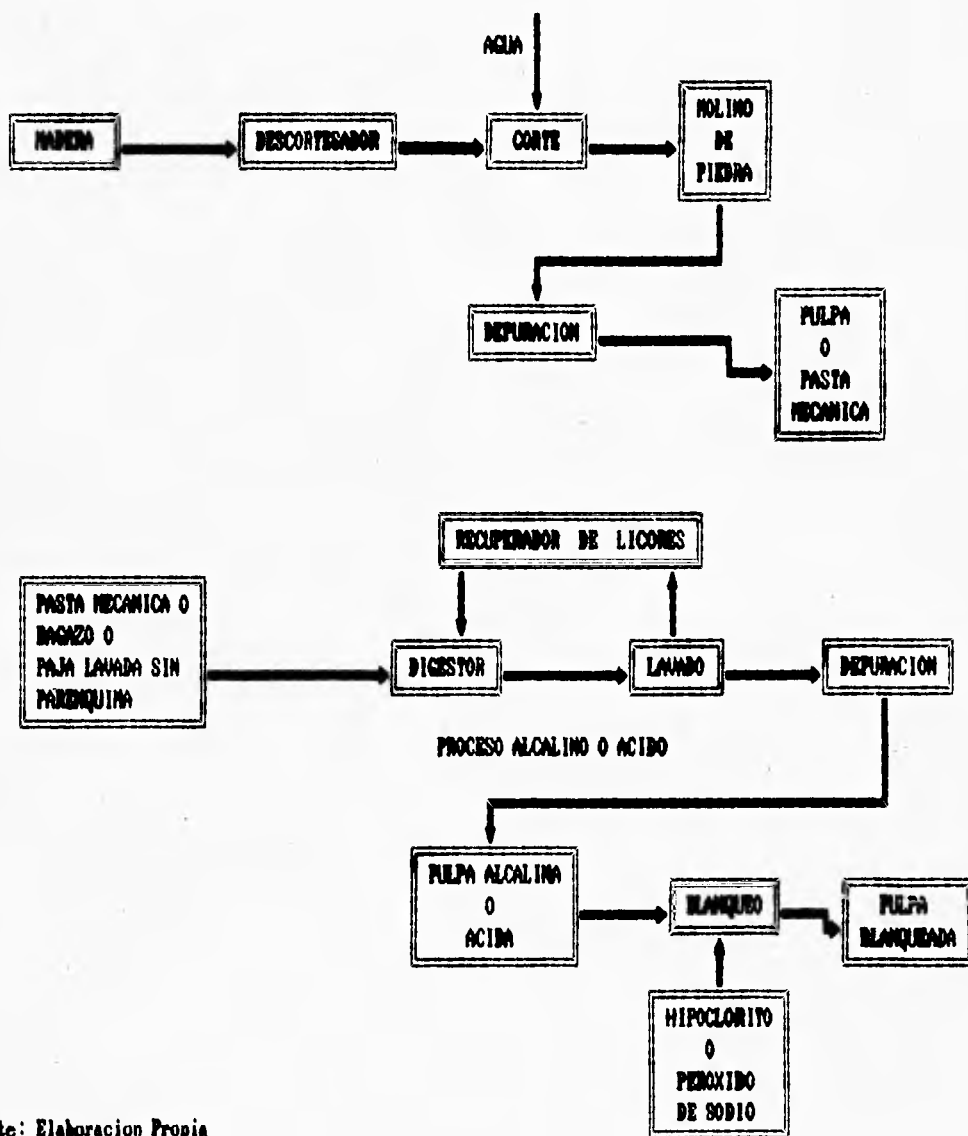 AGUA
MADERA
DESCORTEGADOR
CORTE
MOLINO
DE
PIEDRA
DEPURACION
PULPA
O
PASTA
MECANICA
RECUPERADOR DE LICORES
PASTA MECANICA O
BAGAZO O
PAJA LAVADA SIN
PARENQUIMA
DIGESTOR
LAVADO
DEPURACION
PROCESO ALCALINO O ACIDO
PULPA ALCALINA
O
ACIDA
BLANQUEO
PULPA
BLANQUEADA
HIPOCLORITO
O
PEROXIDO
DE SODIO
te: Elaboracion Propia